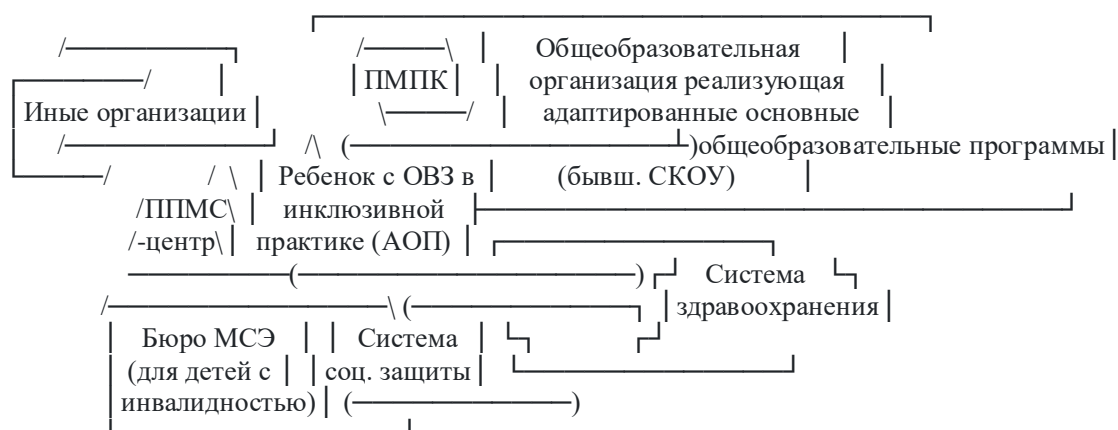 Общеобразовательная
ПМПК организация реализующая
Иные организации адаптированные основные
общеобразовательные программы
Ребенок с ОВЗ в (бывш. СКОУ)
/ППМС\ инклюзивной
/-центр\ практике (АОП)
Система
здравоохранения
Бюро МСЭ Система
(для детей с соц. защиты
инвалидностью)